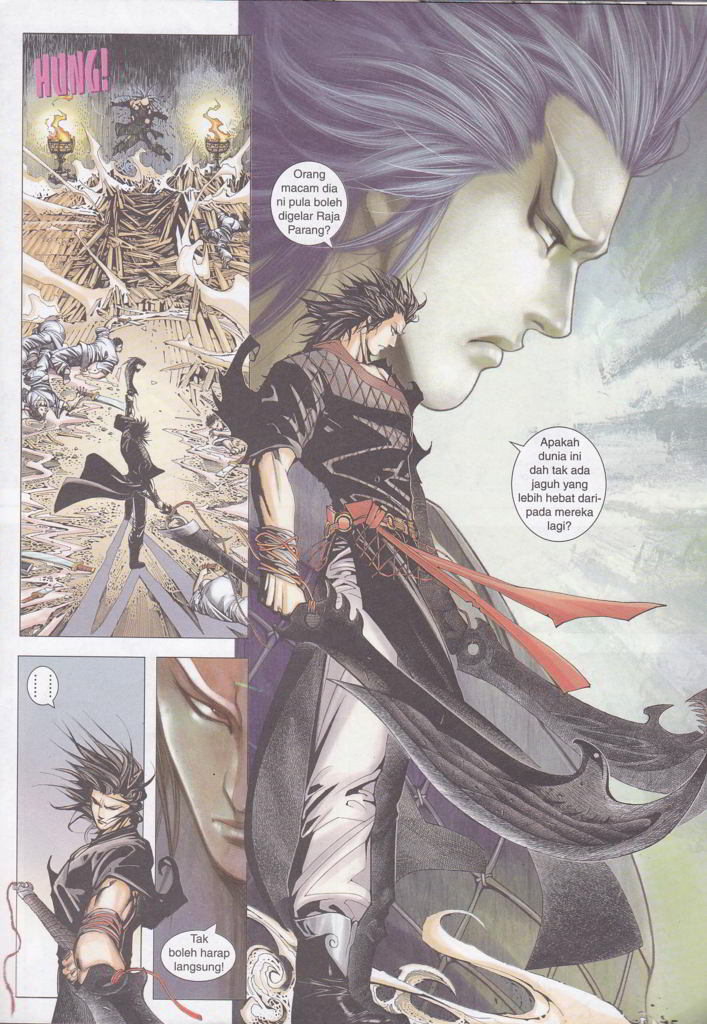 HUNG!
Orang
macam dia
ni pula boleh
digelar Raja
Parang?
Apakah
dunia ini
dah tak ada
jaguh yang
lebih hebat dari-
pada mereka
lagi?
Tak
boleh harap
langsung!